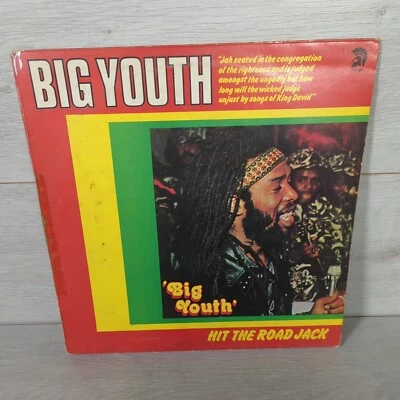 BIG YOUTH
"Jah seated in the congregation
of the righteous and is judged
amongst the ungodly but how
long will the wicked judge
unjust by songs of King David"
'Big
Youth'
HIT THE ROAD JACK